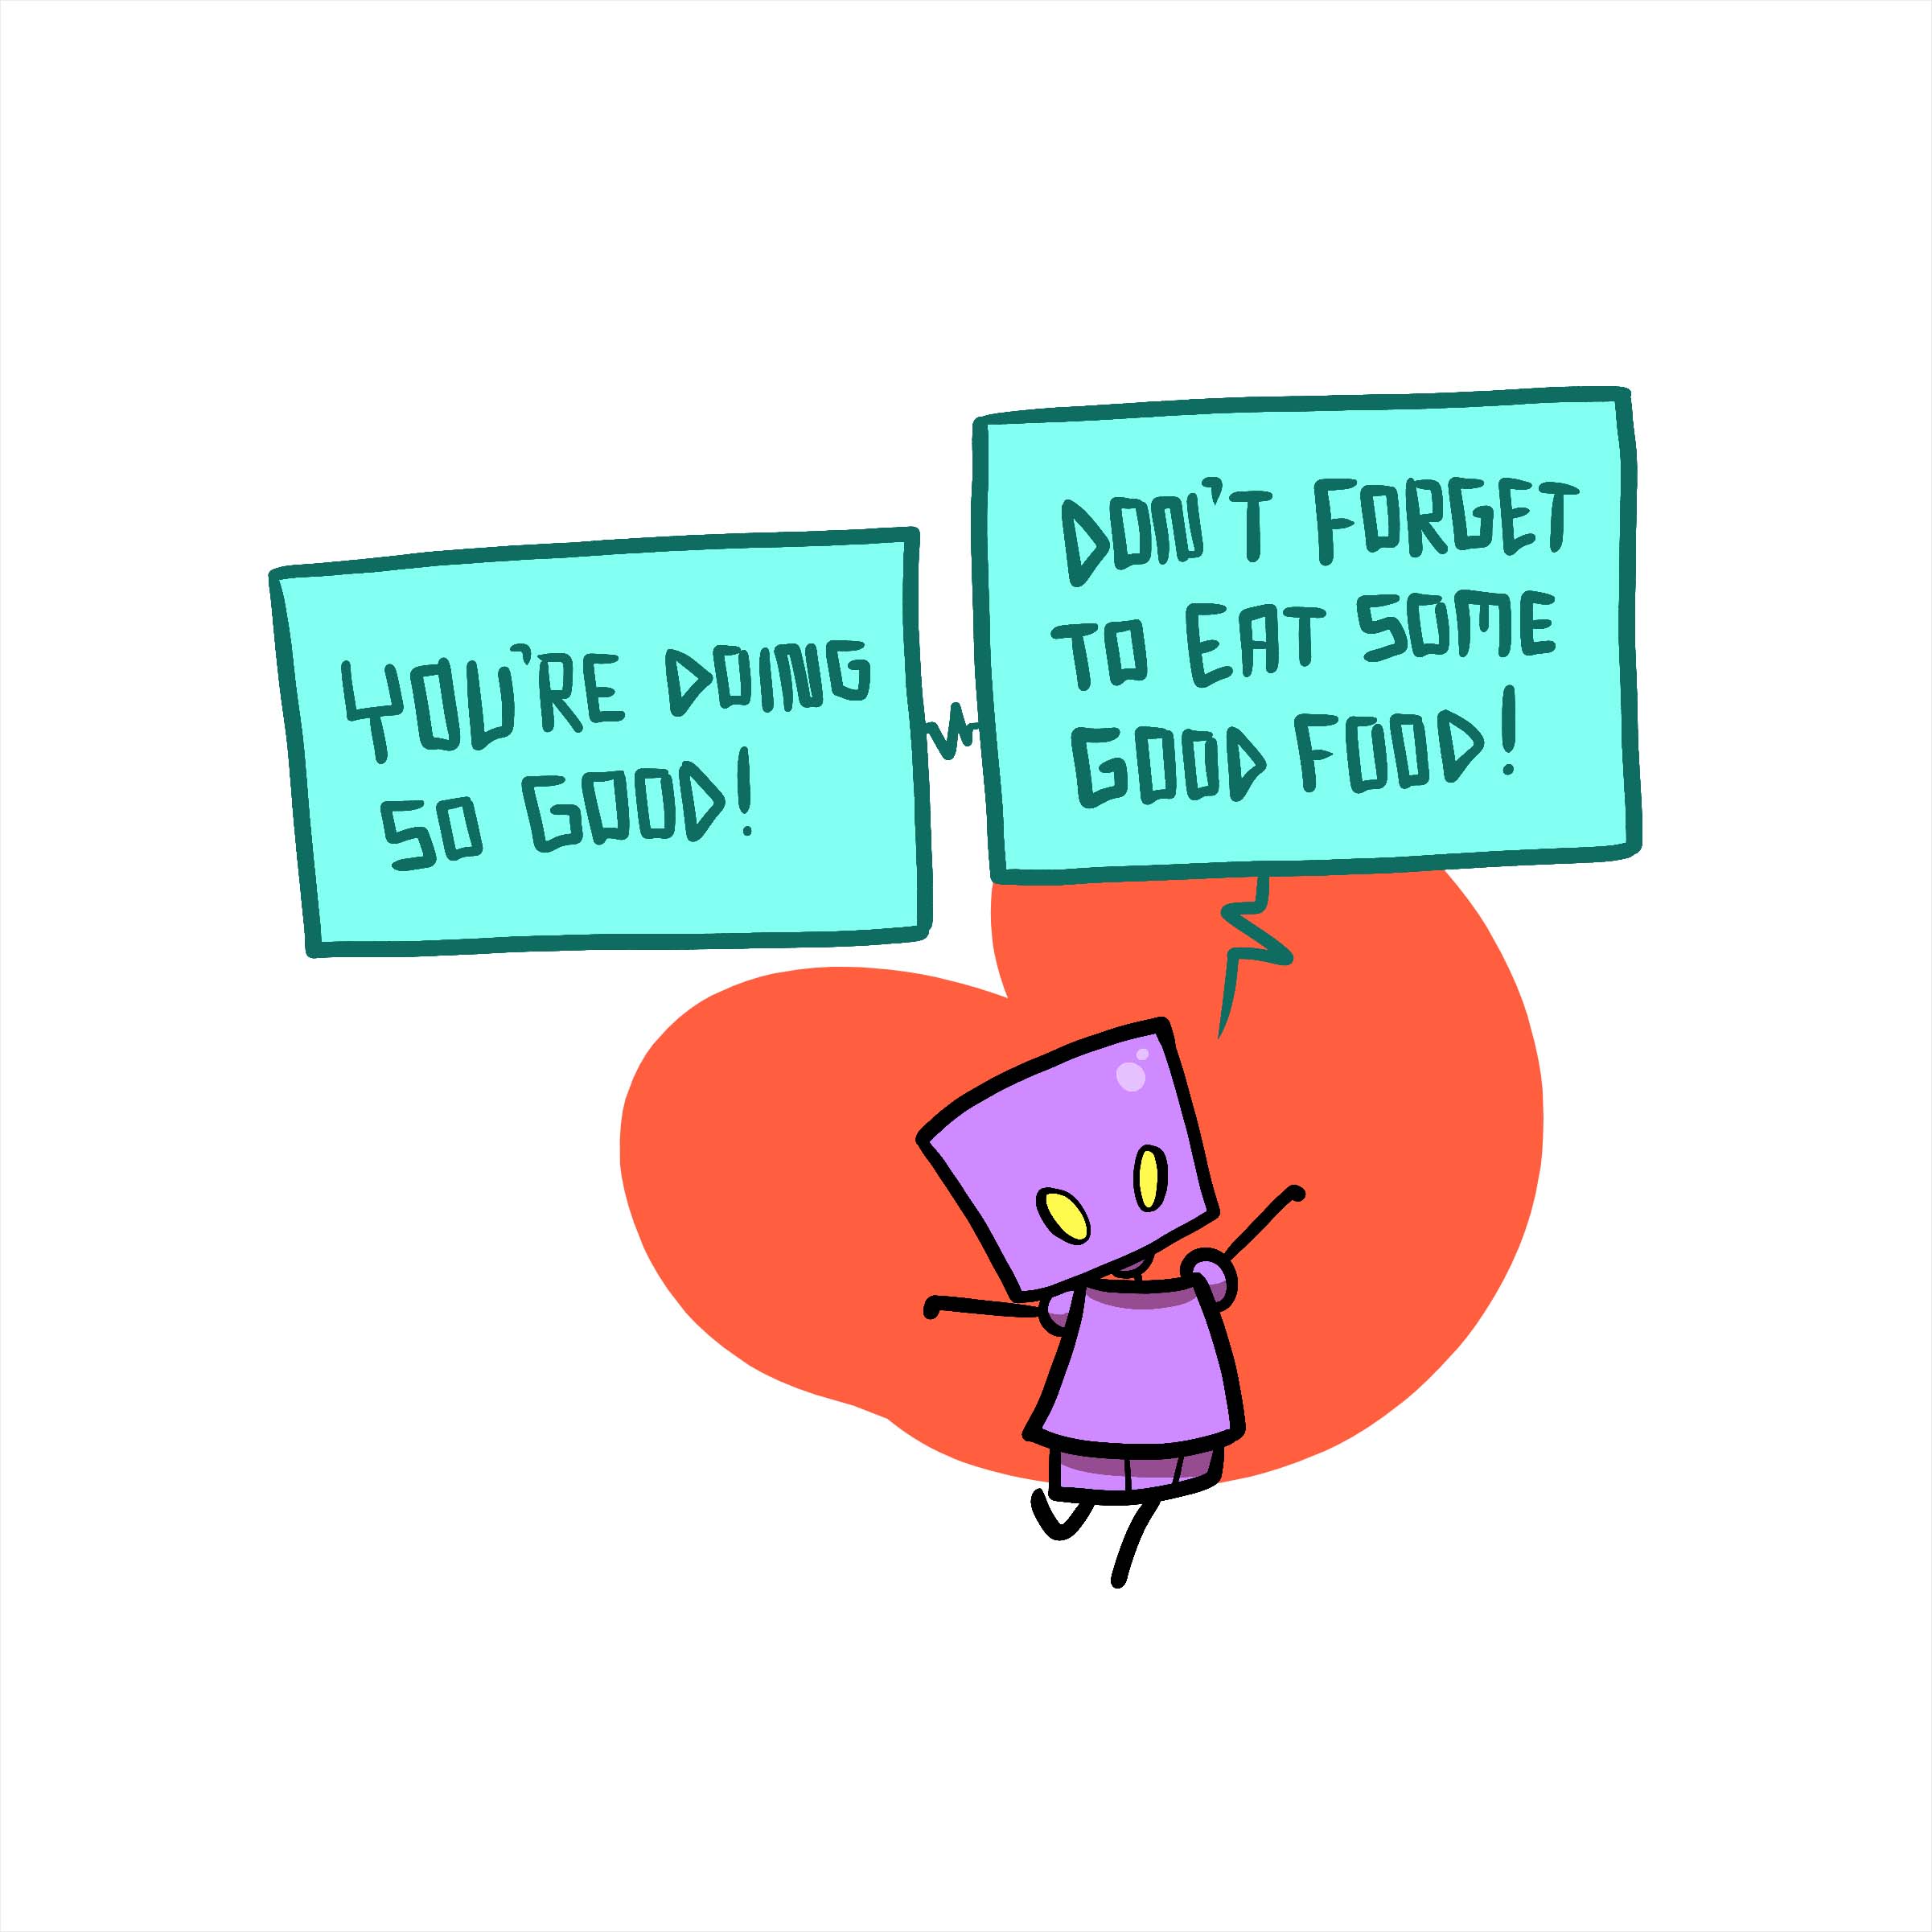 YOU'RE DOING
SO GOOD!
DON'T FORGET
TO EAT SOME
GOOD FOOD!